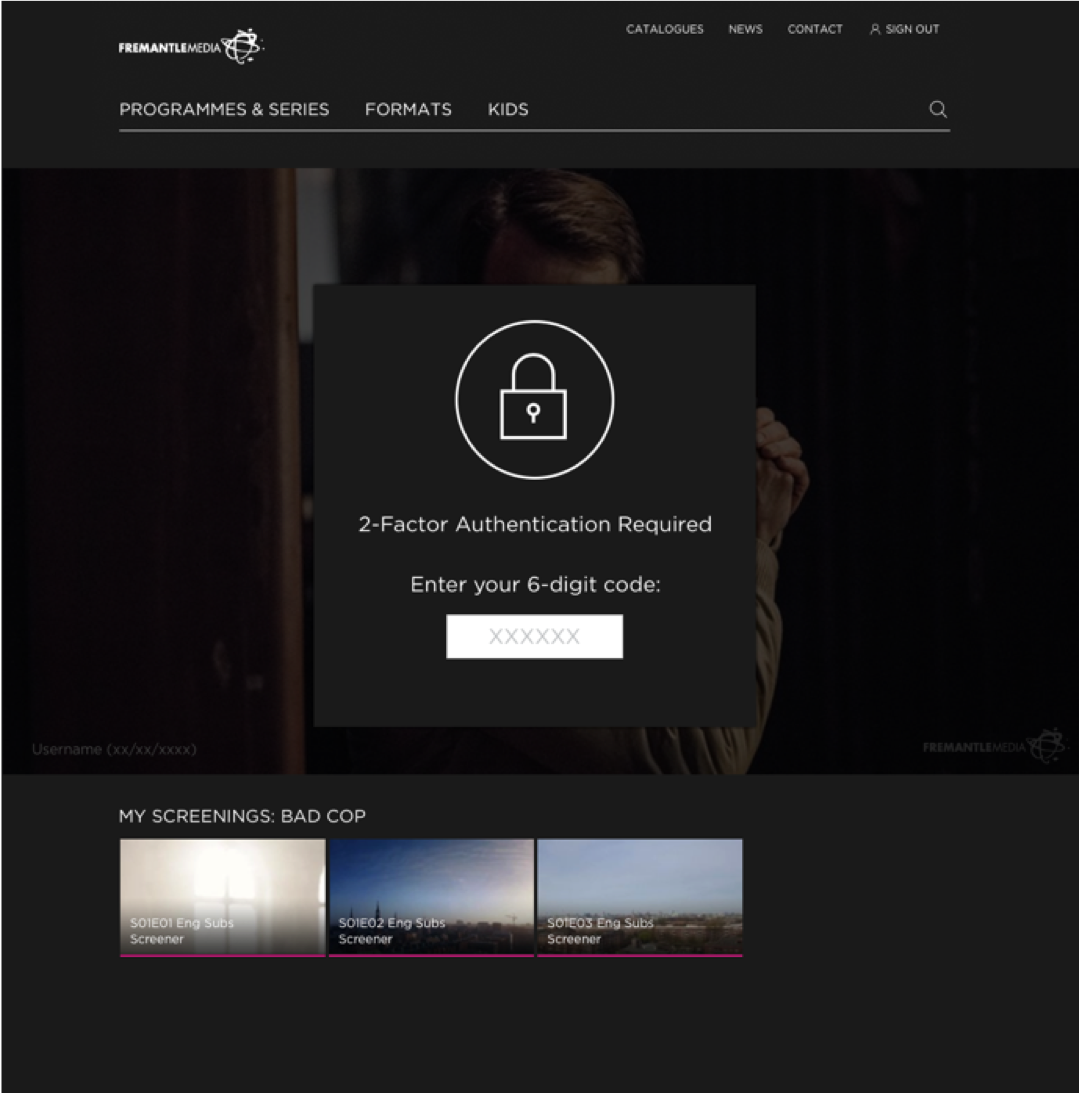 FREMANTLEMEDIA
CATALOGUES NEWS CONTACT SIGN OUT
PROGRAMMES & SERIES FORMATS KIDS
2-Factor Authentication Required
Enter your 6-digit code:
XXXXXX
Username (xx/xx/xxxx)
FREMANTLEMEDIA
MY SCREENINGS: BAD COP
S01E01 Eng Subs
Screener
S01E02 Eng Subs
Screener
S01E03 Eng Subs
Screener